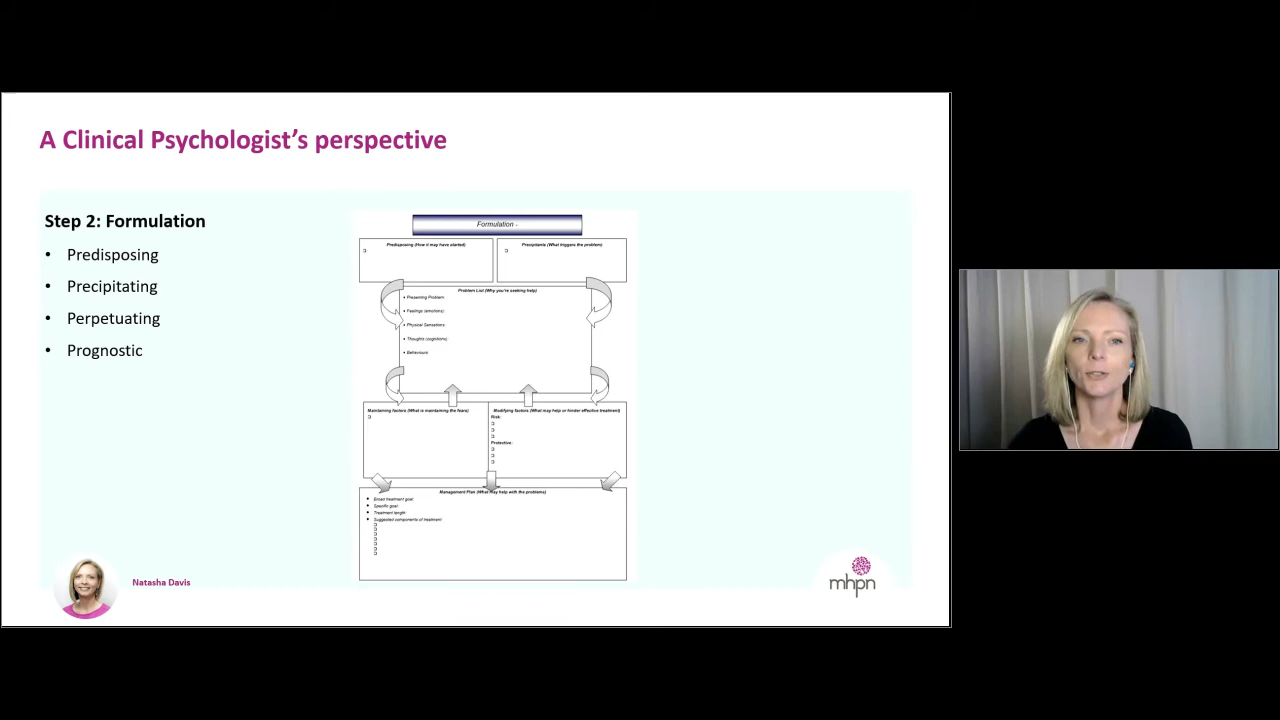 A Clinical Psychologist's perspective
Step 2: Formulation
• Predisposing
• Precipitating
• Perpetuating
• Prognostic
Formulation -
Predisposing (How it may have started)
Precipitants (What triggers the problem)
Problem List (Why you're seeking help)
• Presenting Problem:
• Feelings (emotions):
• Physical Sensations:
• Thoughts (cognitions):
• Behaviours:
Maintaining factors (What is maintaining the fears)
Modifying factors (What may help or hinder effective treatment)
Risk:
Protective:
Management Plan (What may help with the problems)
• Broad treatment goal:
• Specific goal:
• Treatment length:
• Suggested components of treatment:
Natasha Davis
mhpn